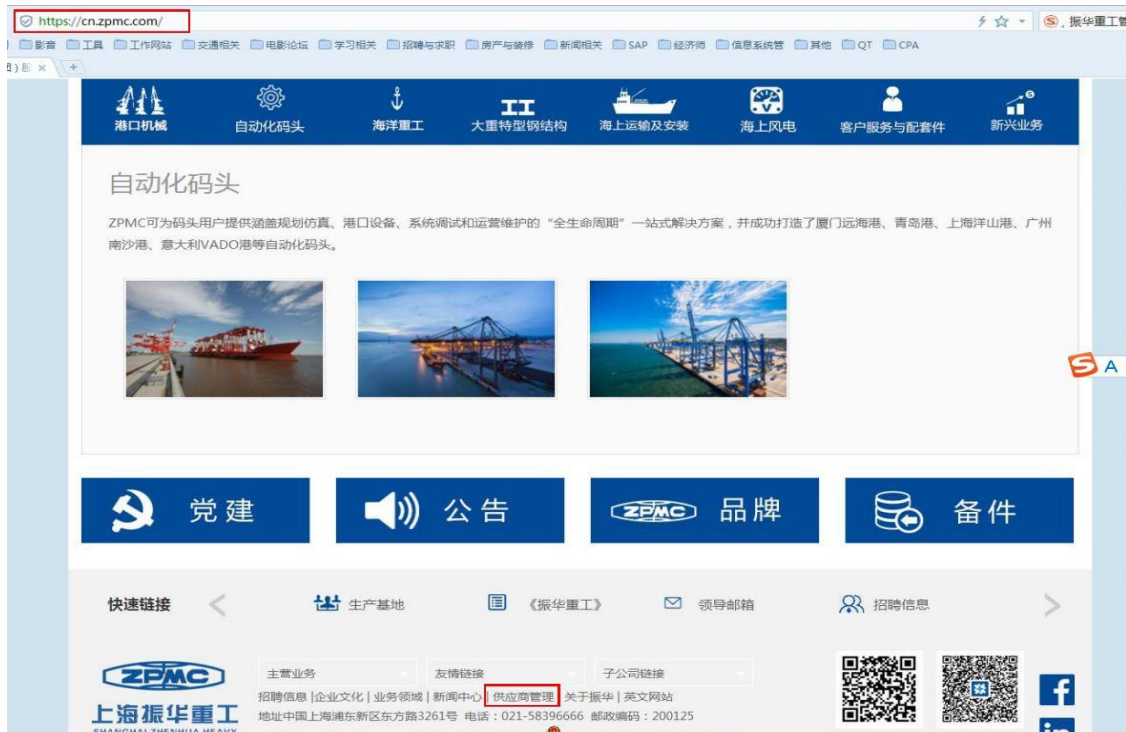 https://cn.zpmc.com/
振华重工管
影音 工具 工作网站 交通相关 电影论坛 学习相关 招聘与求职 房产与装修 新闻相关 SAP 经济师 信息系统管 其他 QT CPA
港口机械 自动化码头 海洋重工 大重特型钢结构 海上运输及安装 海上风电 客户服务与配套件 新兴业务
自动化码头
ZPMC可为码头用户提供涵盖规划仿真、港口设备、系统调试和运营维护的“全生命周期”一站式解决方案，并成功打造了厦门远海港、青岛港、上海洋山港、广州
南沙港、意大利VADO港等自动化码头。
A
党建 公告 ZPMC 品牌 备件
快速链接 < 生产基地 《振华重工》 领导邮箱 招聘信息 >
ZPMC
主营业务 友情链接 子公司链接
招聘信息 |企业文化 | 业务领域 | 新闻中心 | 供应商管理 关于振华 | 英文网站
上海振华重工
地址中国上海浦东新区东方路3261号 电话：021-58396666 邮政编码：200125
SHANGHAI ZHENHUA HEAVY